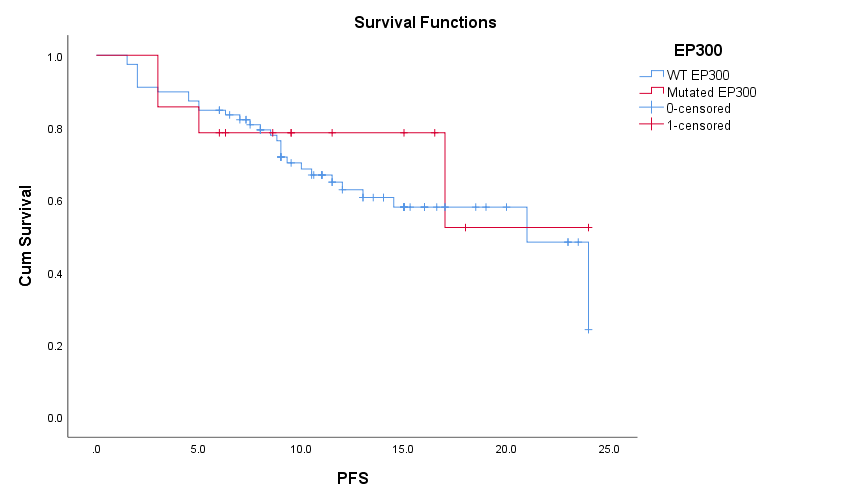 Survival Functions
EP300
WT EP300
Mutated EP300
0-censored
1-censored
1.0
0.8
0.6
0.4
0.2
0.0
Cum Survival
.0
5.0
10.0
15.0
20.0
25.0
PFS